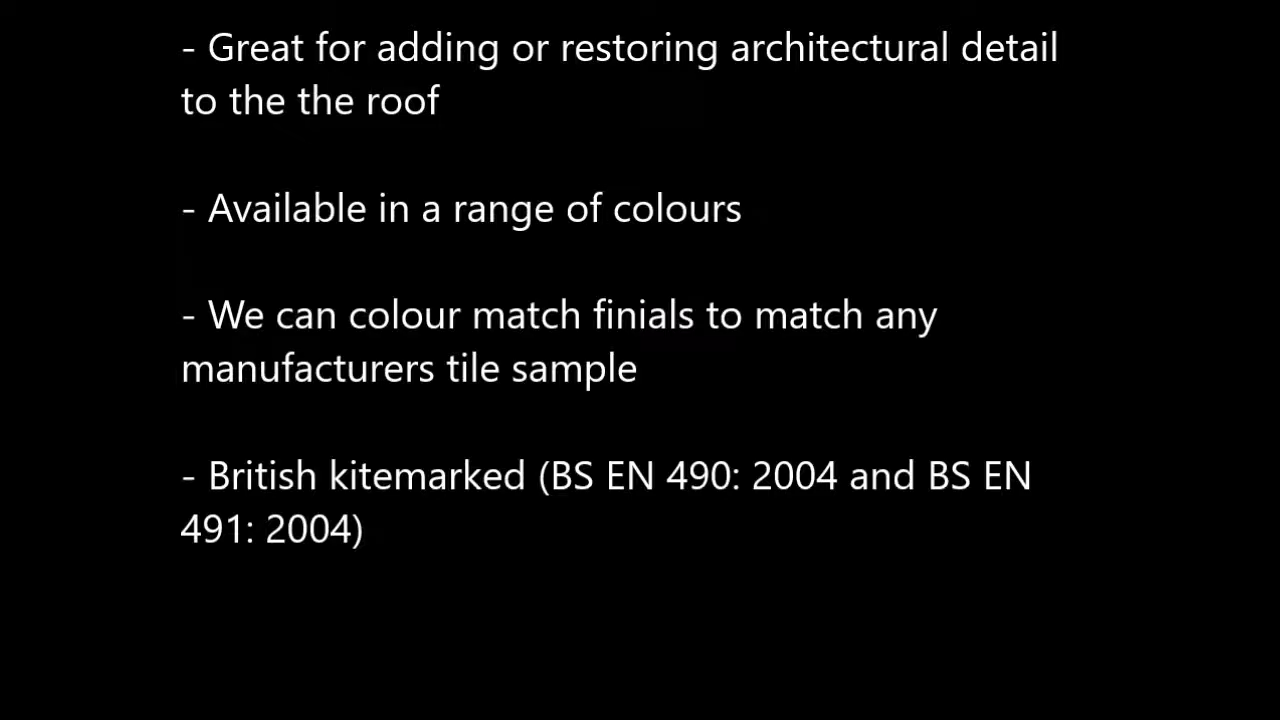 - Great for adding or restoring architectural detail
to the the roof
- Available in a range of colours
- We can colour match finials to match any
manufacturers tile sample
- British kitemarked (BS EN 490: 2004 and BS EN
491: 2004)